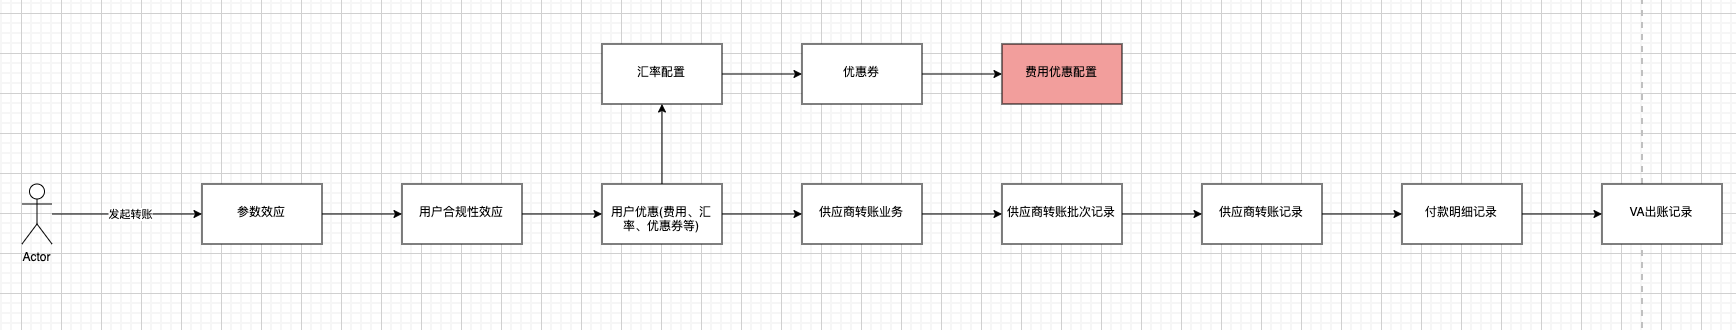 汇率配置
优惠券
费用优惠配置
发起转账
参数效应
用户合规性效应
用户优惠(费用、汇
率、优惠券等)
供应商转账业务
供应商转账批次记录
供应商转账记录
付款明细记录
VA出账记录
Actor